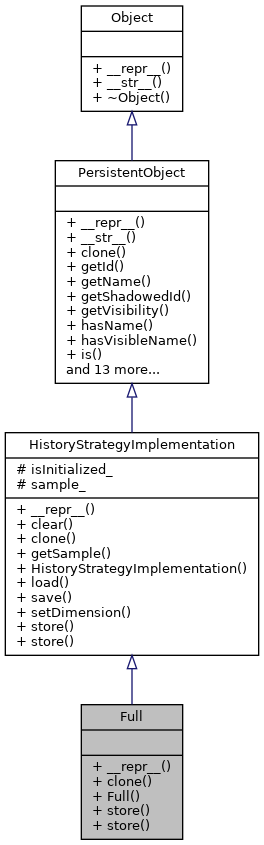 Object
+ __repr__()
+ __str__()
+ ~Object()
PersistentObject
+ __repr__()
+ __str__()
+ clone()
+ getId()
+ getName()
+ getShadowedId()
+ getVisibility()
+ hasName()
+ hasVisibleName()
+ is()
and 13 more...
HistoryStrategyImplementation
# isInitialized_
# sample_
+ __repr__()
+ clear()
+ clone()
+ getSample()
+ HistoryStrategyImplementation()
+ load()
+ save()
+ setDimension()
+ store()
+ store()
Full
+ __repr__()
+ clone()
+ Full()
+ store()
+ store()